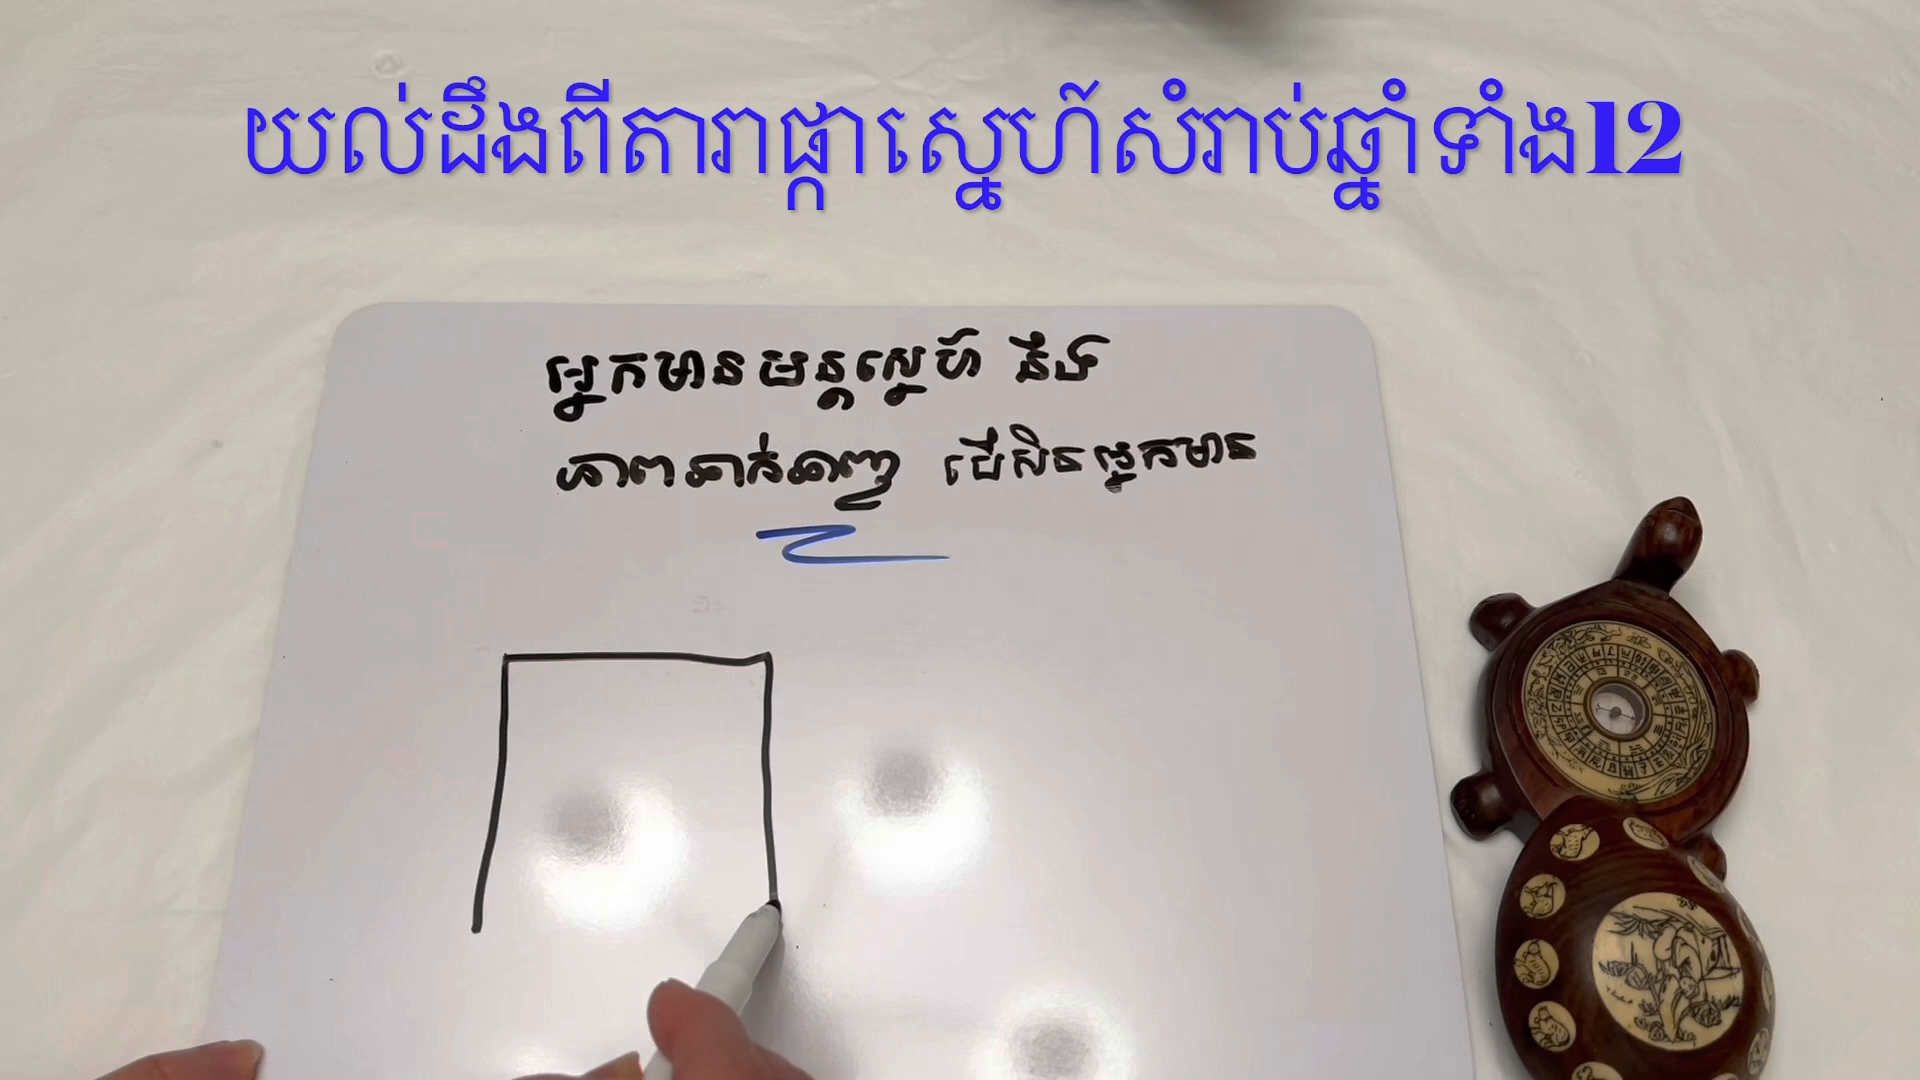 យល់ដឹងពីតារាផ្កាស្នេហ៍សំរាប់ឆ្នាំទាំង12
អ្នកមានមន្តស្នេហ៍ នឹង
ភាពទាក់ទាញ បើសិនអ្នកមាន